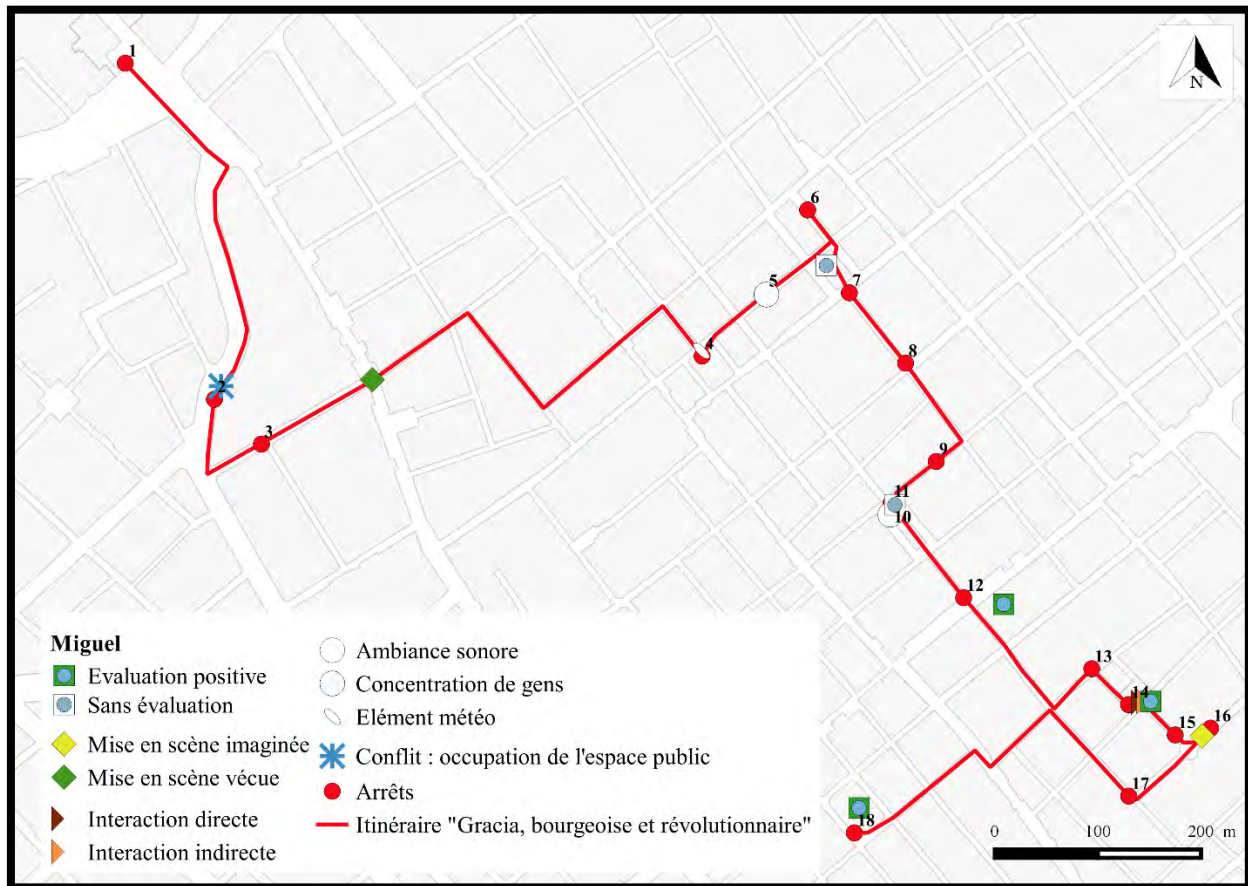 1
N
6
5
7
4
8
2
3
9
11
10
12
13
14
15
16
17
18
Miguel
Evaluation positive
Sans évaluation
Mise en scène imaginée
Mise en scène vécue
Interaction directe
Interaction indirecte
Ambiance sonore
Concentration de gens
Elément météo
Conflit : occupation de l'espace public
Arrêts
Itinéraire "Gracia, bourgeoise et révolutionnaire"
0 100 200 m